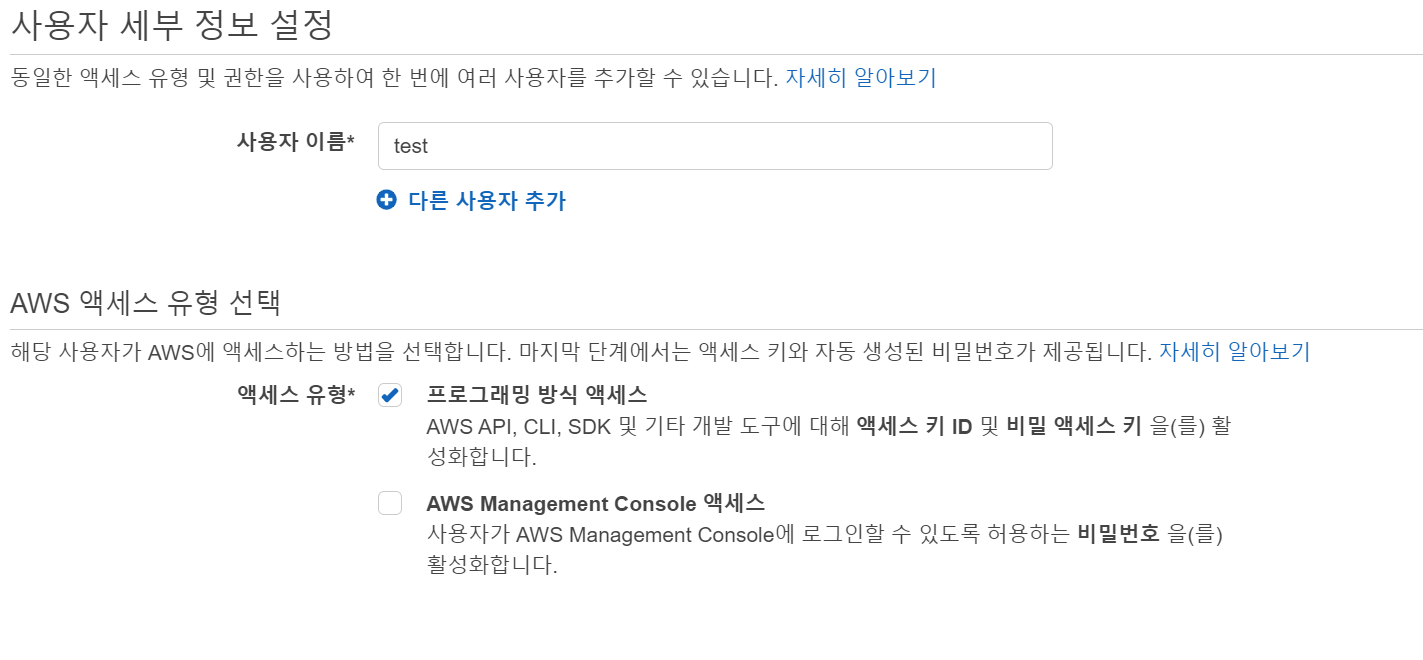 사용자 세부 정보 설정
동일한 액세스 유형 및 권한을 사용하여 한 번에 여러 사용자를 추가할 수 있습니다. 자세히 알아보기
사용자 이름* test
다른 사용자 추가
AWS 액세스 유형 선택
해당 사용자가 AWS에 액세스하는 방법을 선택합니다. 마지막 단계에서는 액세스 키와 자동 생성된 비밀번호가 제공됩니다. 자세히 알아보기
액세스 유형* 프로그래밍 방식 액세스
AWS API, CLI, SDK 및 기타 개발 도구에 대해 액세스 키 ID 및 비밀 액세스 키 을(를) 활
성화합니다.
AWS Management Console 액세스
사용자가 AWS Management Console에 로그인할 수 있도록 허용하는 비밀번호 을(를)
활성화합니다.